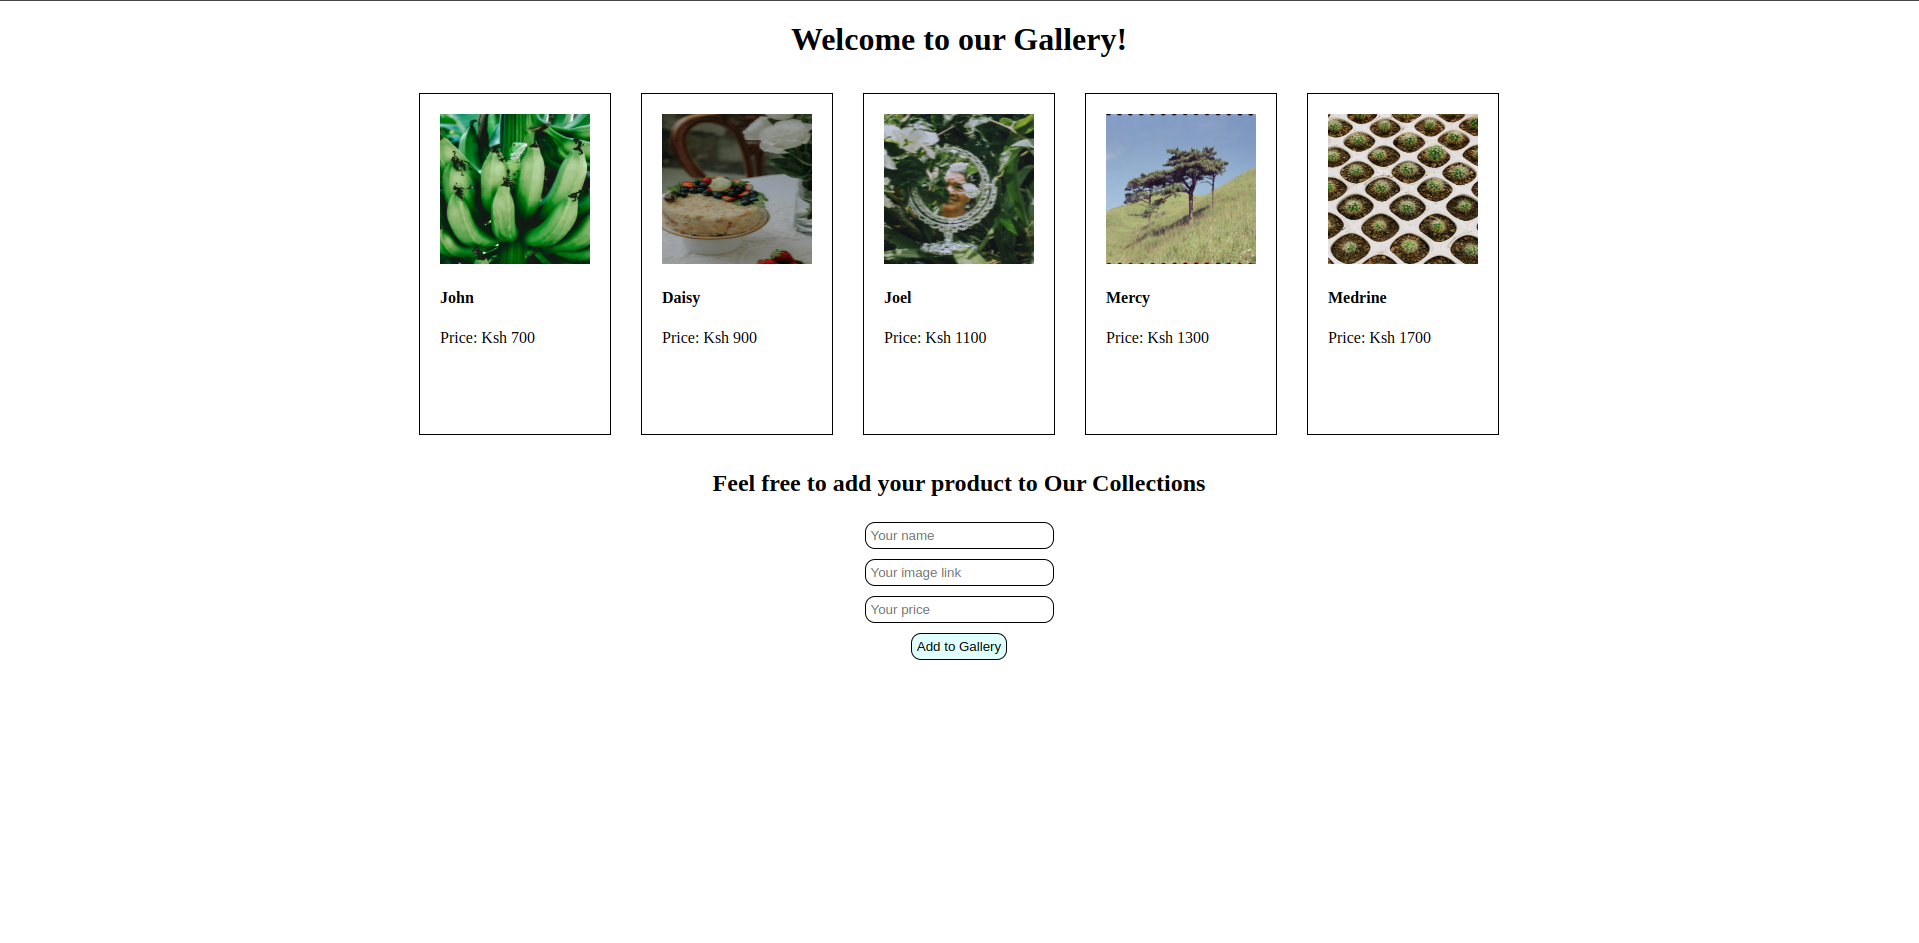 Welcome to our Gallery!
John
Daisy
Joel
Mercy
Medrine
Price: Ksh 700
Price: Ksh 900
Price: Ksh 1100
Price: Ksh 1300
Price: Ksh 1700
Feel free to add your product to Our Collections
Your name
Your image link
Your price
Add to Gallery